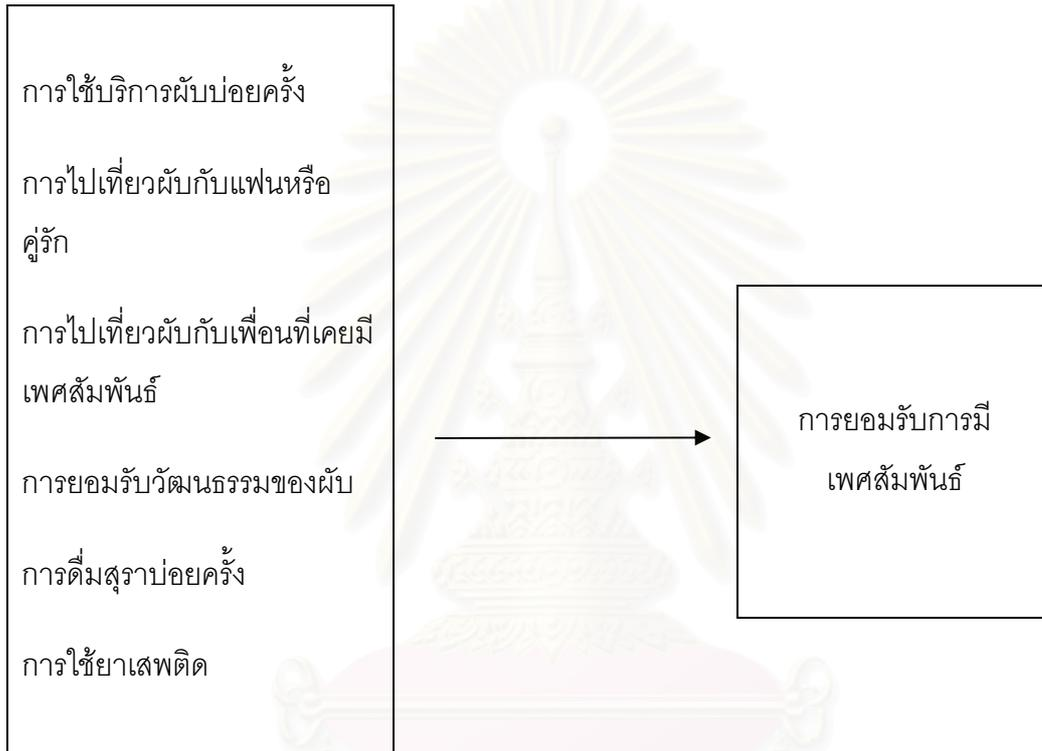 การใช้บริการผับบ่อยครั้ง
การไปเที่ยวผับกับแฟนหรือ
คู่รัก
การไปเที่ยวผับกับเพื่อนที่เคยมี
เพศสัมพันธ์
การยอมรับวัฒนธรรมของผับ
การดื่มสุราบ่อยครั้ง
การใช้ยาเสพติด
การยอมรับการมี
เพศสัมพันธ์